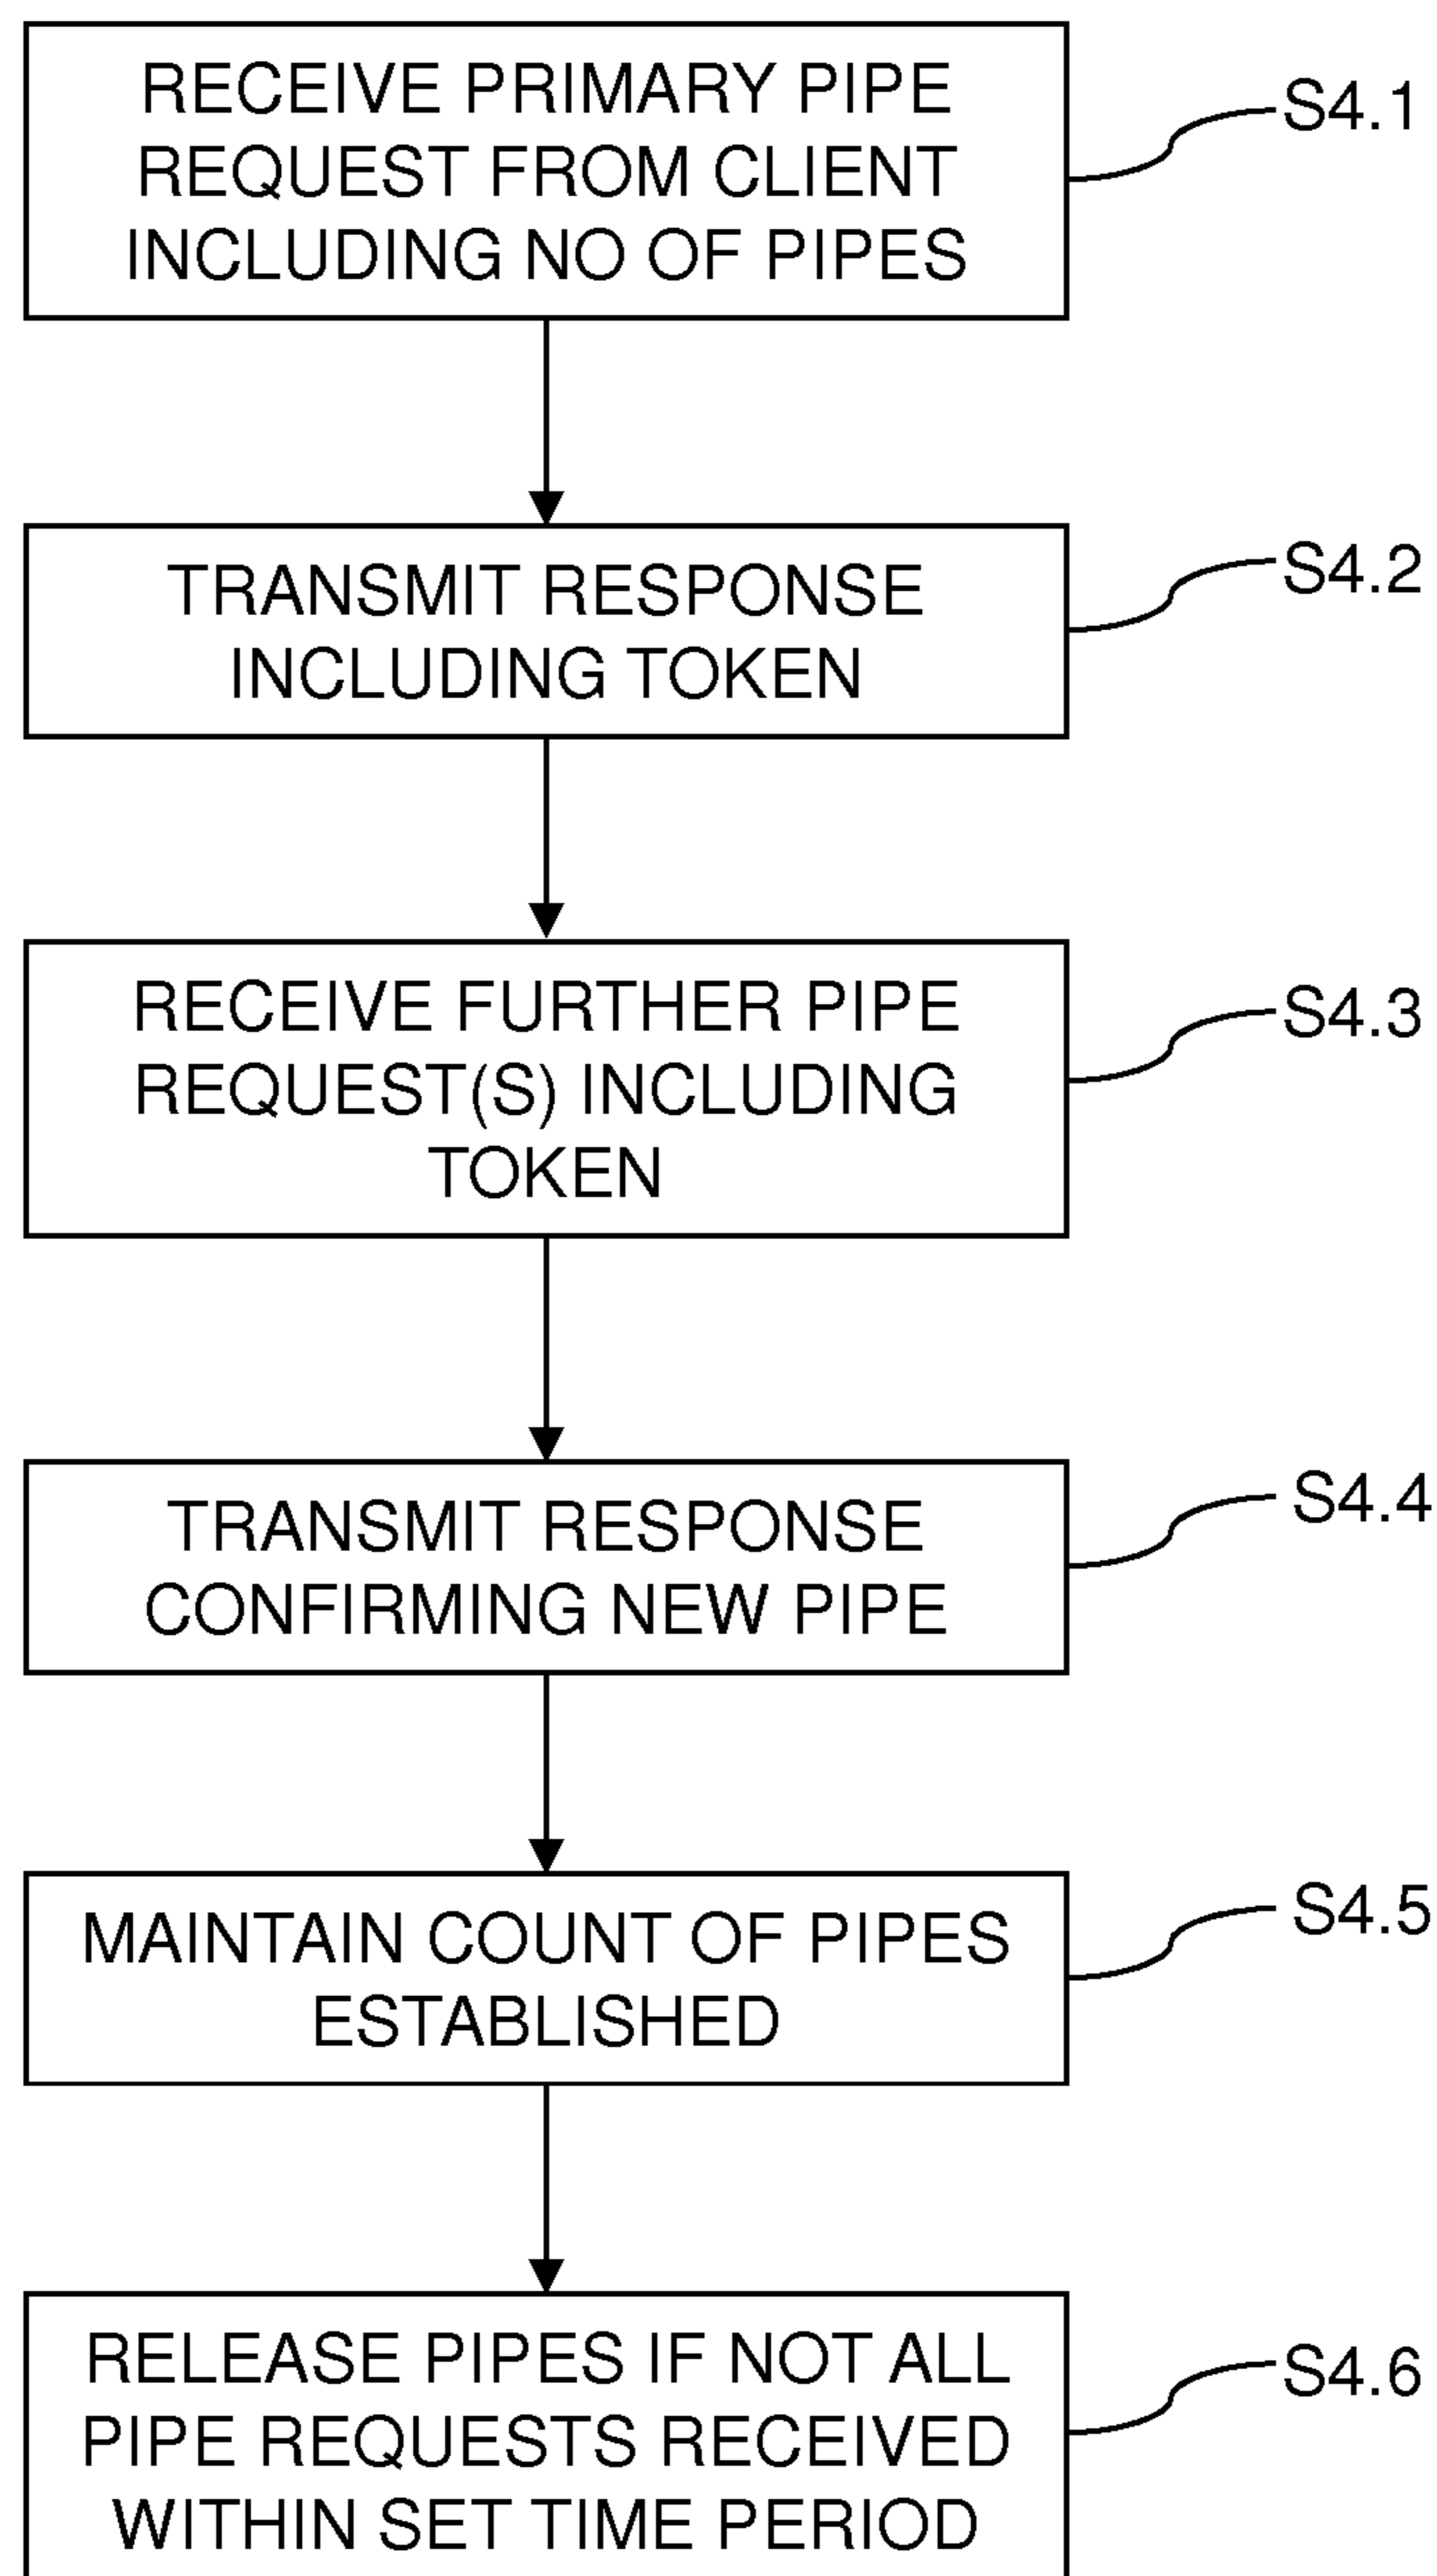 RECEIVE PRIMARY PIPE
REQUEST FROM CLIENT
INCLUDING NO OF PIPES
S4.1
TRANSMIT RESPONSE
INCLUDING TOKEN
S4.2
RECEIVE FURTHER PIPE
REQUEST(S) INCLUDING
TOKEN
S4.3
TRANSMIT RESPONSE
CONFIRMING NEW PIPE
S4.4
MAINTAIN COUNT OF PIPES
ESTABLISHED
S4.5
RELEASE PIPES IF NOT ALL
PIPE REQUESTS RECEIVED
WITHIN SET TIME PERIOD
S4.6